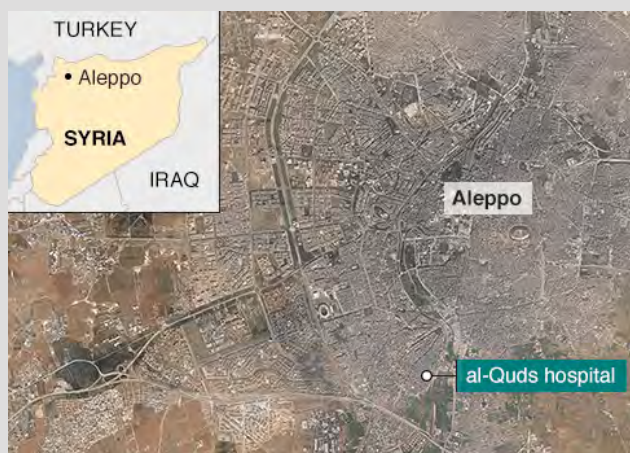 TURKEY
Aleppo
SYRIA
IRAQ
Aleppo
al-Quds hospital